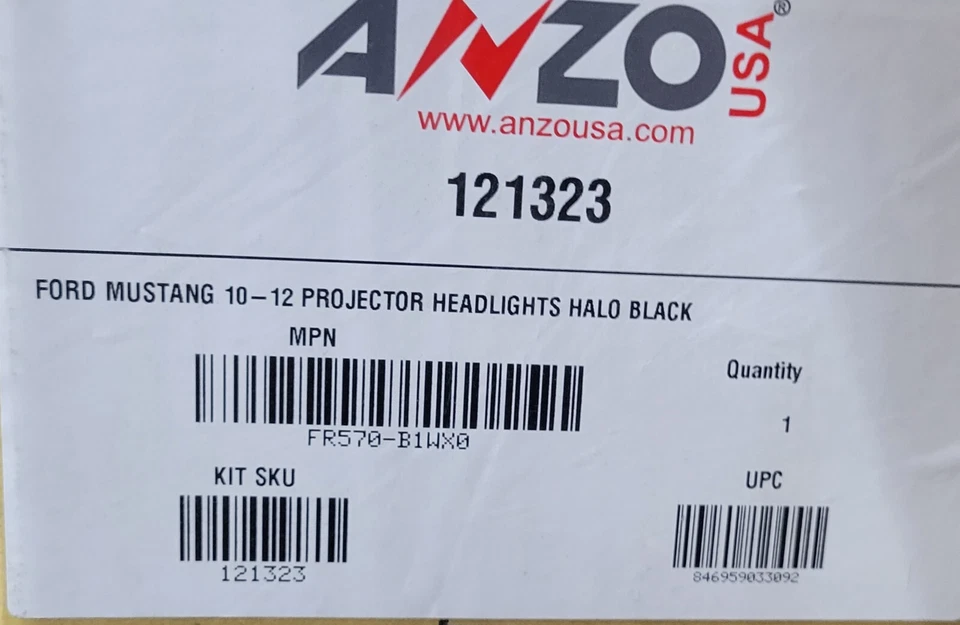 ANZO USA®
www.anzousa.com
121323
FORD MUSTANG 10–12 PROJECTOR HEADLIGHTS HALO BLACK
MPN
FR570-B1WX0
Quantity
1
KIT SKU
121323
UPC
846959033092